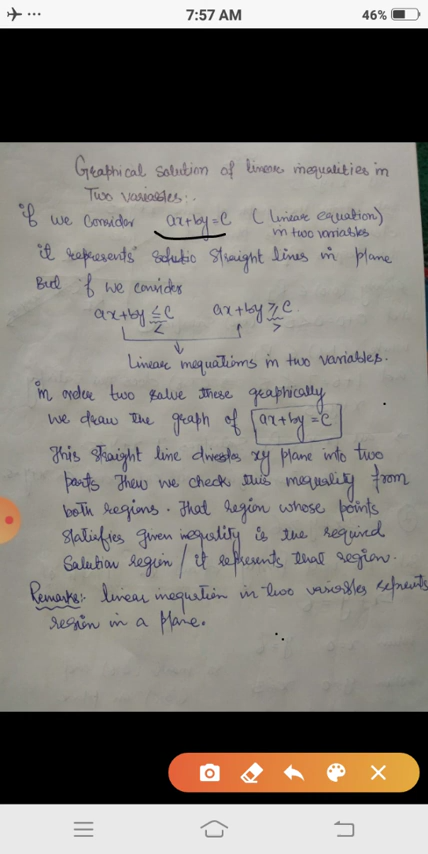 7:57 AM
46%
Graphical solution of linear inequalities in
Two variables:.
if we Consider ax+by=C (linear equation)
in two variables
it represents Straight lines in plane
But if we consider
ax+by ≤ C ax+by ≥ C
< >
Linear inequations in two variables.
in order two solve these graphically
we draw the graph of ax+by=C
This straight line divides xy plane into two
parts Then we check this inequality from
both regions. That region whose points
statisfies given inequlity is the required
Solution region / it represents that region.
Remarks:- linear inequation in two variables represents
region in a plane.